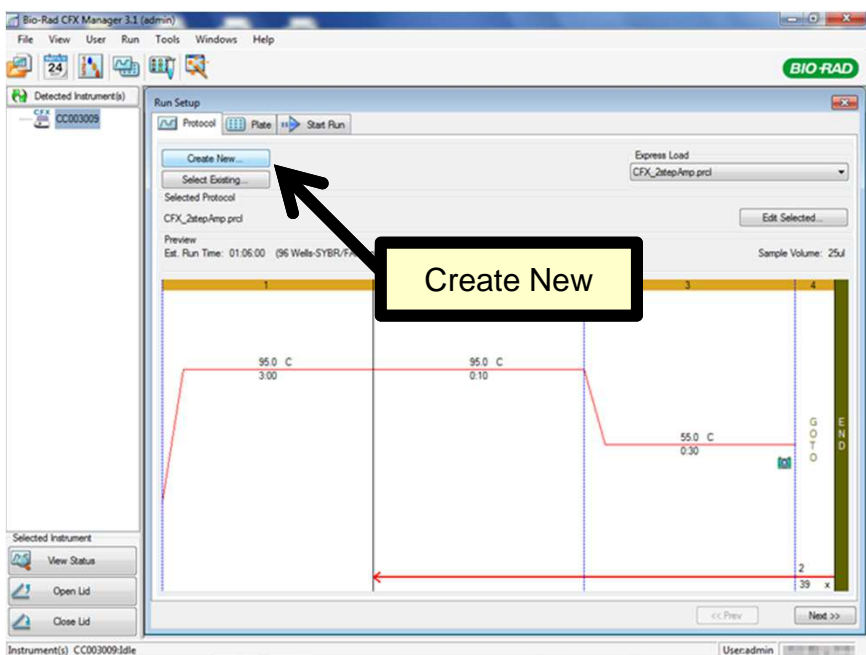 Bio-Rad CFX Manager 3.1 (admin)
File View User Run Tools Windows Help
24
BIO-RAD
Detected Instrument(s)
CFX
CC003009
Run Setup
Protocol Plate Start Run
Create New...
Select Existing...
Express Load
CFX_2stepAmp.prcl
Selected Protocol
CFX_2stepAmp.prcl
Edit Selected...
Preview
Est. Run Time: 01:06:00 (96 Wells-SYBR/FA
Sample Volume: 25ul
Create New
1 3 4
95.0 C 95.0 C
3:00 0:10
55.0 C
0:30
GOTO
END
2
39 x
Selected Instrument
View Status
Open Lid
Close Lid
<< Prev Next >>
Instrument(s) CC003009:Idle
User:admin